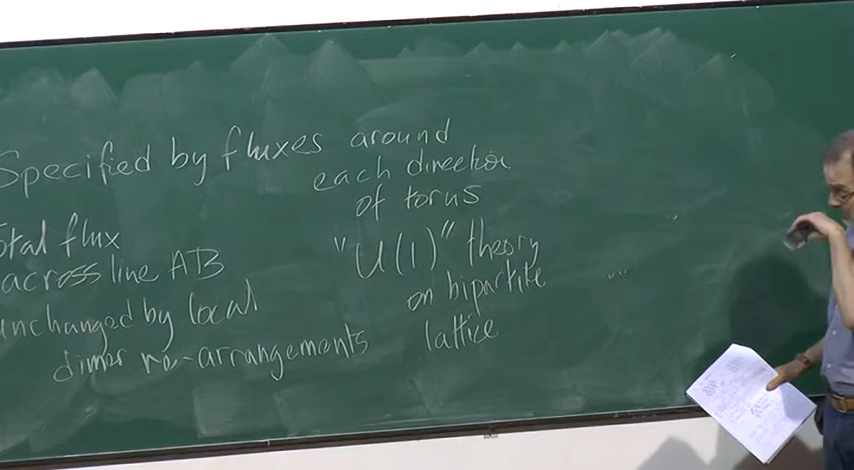 Specified by fluxes around
each direction
of torus
total flux
across line AB
unchanged by local
dimer re-arrangements
"U(1)" theory
on bipartite
lattice